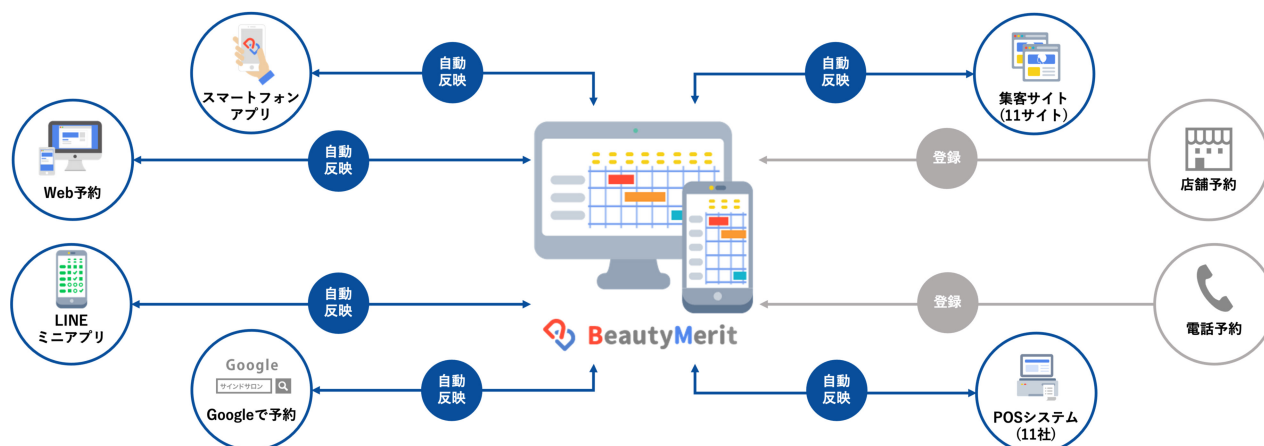 スマートフォン
アプリ
自動
反映
自動
反映
集客サイト
(11サイト)
Web予約
自動
反映
登録
店舗予約
LINE
ミニアプリ
自動
反映
登録
電話予約
BeautyMerit
Google
サインドサロン
Googleで予約
自動
反映
自動
反映
POSシステム
(11社)